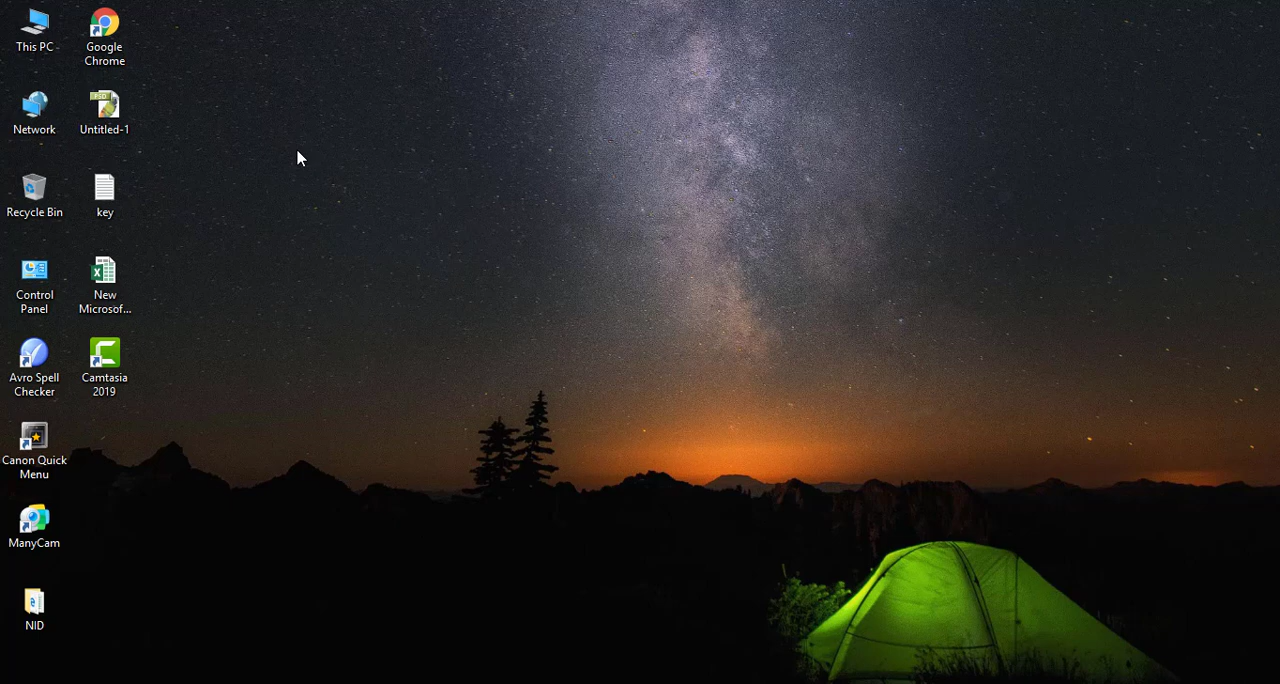 This PC
Google
Chrome
Network
Untitled-1
Recycle Bin
key
Control
Panel
New
Microsof...
Avro Spell
Checker
Camtasia
2019
Canon Quick
Menu
ManyCam
NID
PSD